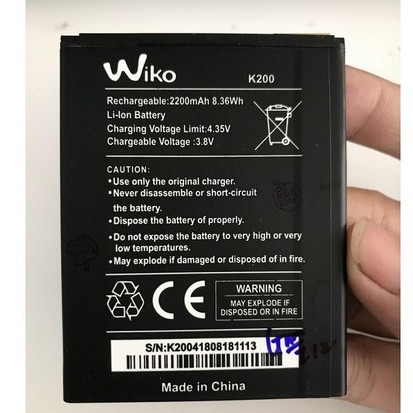 Wiko
K200
Rechargeable:2200mAh 8.36Wh
Li-Ion Battery
Charging Voltage Limit:4.35V
Chargeable Voltage :3.8V
CAUTION:
•Use only the original charger.
•Never disassemble or short-circuit
the battery.
•Dispose the battery of properly.
•Do not expose the battery to very high or very
low temperatures.
•May explode if damaged or disposed of in fire.
CE
WARNING
MAY EXPLODE IF
DISPOSED OR IN FIRE
S/N:K20041808181113
Made in China